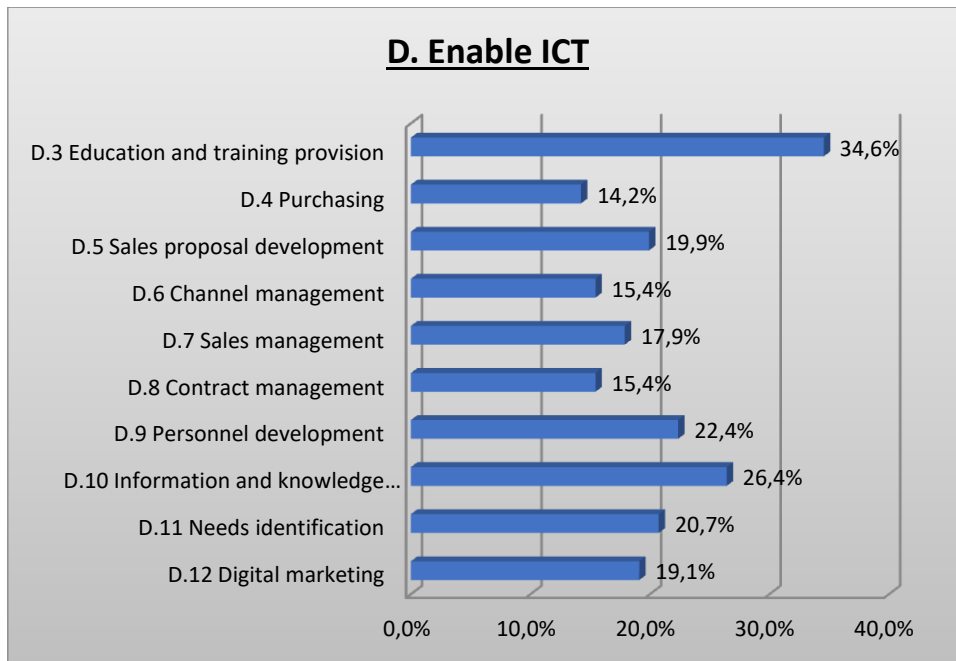 D. Enable ICT
D.3 Education and training provision 34,6%
D.4 Purchasing 14,2%
D.5 Sales proposal development 19,9%
D.6 Channel management 15,4%
D.7 Sales management 17,9%
D.8 Contract management 15,4%
D.9 Personnel development 22,4%
D.10 Information and knowledge… 26,4%
D.11 Needs identification 20,7%
D.12 Digital marketing 19,1%
0,0% 10,0% 20,0% 30,0% 40,0%